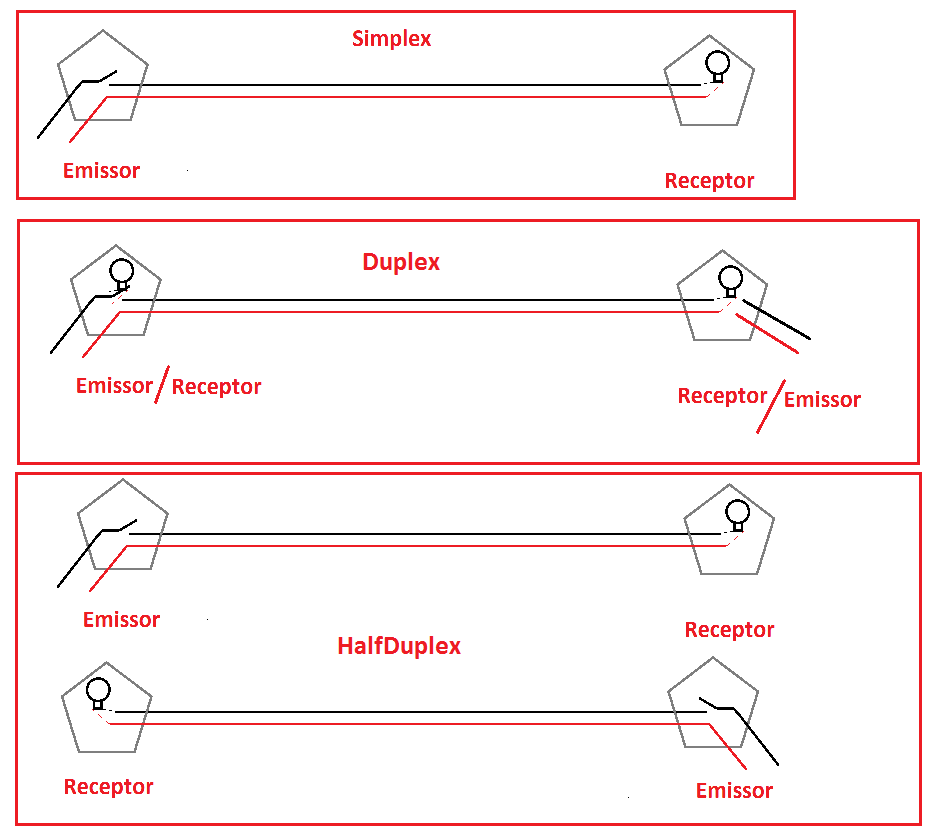 Simplex
Emissor
Receptor
Duplex
Emissor/Receptor
Receptor/Emissor
Emissor
Receptor
HalfDuplex
Receptor
Emissor